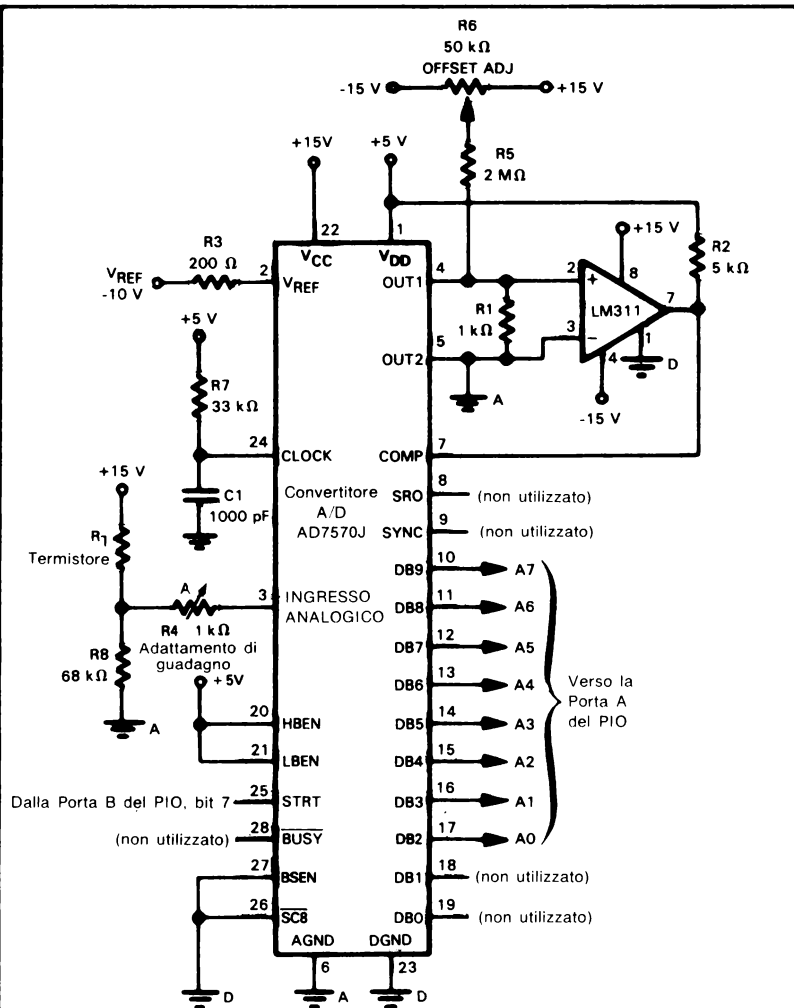 R6
50 kΩ
OFFSET ADJ
-15 V
+15 V
+15V
+5 V
R5
2 MΩ
R3
200 Ω
VREF
-10 V
22
VCC
1
VDD
2
VREF
4
OUT1
R1
1 kΩ
5
OUT2
A
+15 V
8
2
+
LM311
3
−
7
1
4
D
-15 V
R2
5 kΩ
+5 V
R7
33 kΩ
24
CLOCK
C1
1000 pF
COMP
7
Convertitore
A/D
AD7570J
SRO
8
(non utilizzato)
SYNC
9
(non utilizzato)
+15 V
Termistore
A
R4 1 kΩ
Adattamento di
guadagno
3
INGRESSO
ANALOGICO
R8
68 kΩ
A
+5V
DB9 10 A7
DB8 11 A6
DB7 12 A5
DB6 13 A4
DB5 14 A3
DB4 15 A2
DB3 16 A1
DB2 17 A0
Verso la
Porta A
del PIO
DB1 18 (non utilizzato)
DB0 19 (non utilizzato)
20
HBEN
21
LBEN
Dalla Porta B del PIO, bit 7
25
STRT
(non utilizzato)
28
BUSY
27
BSEN
26
SC8
AGND
6
DGND
23
D
A
D